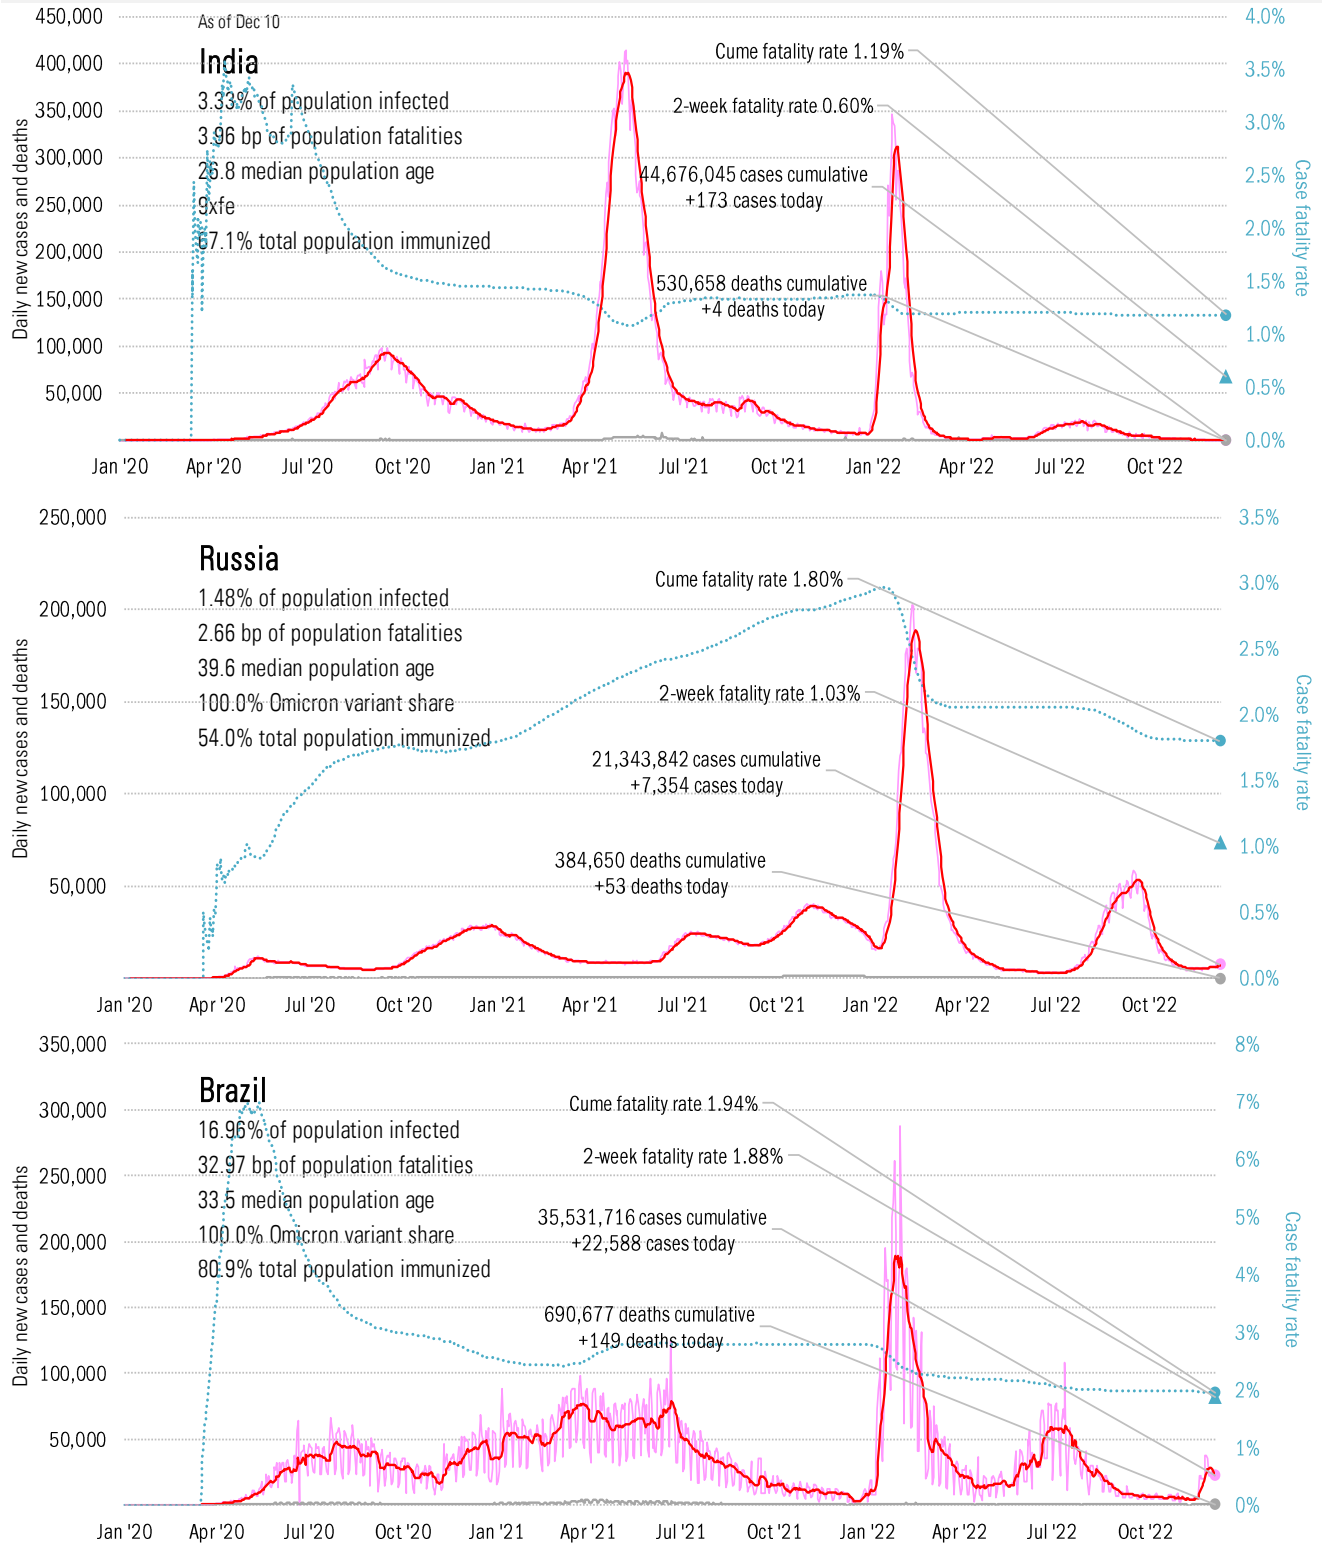 450,000
400,000
350,000
300,000
250,000
200,000
150,000
100,000
50,000
Daily new cases and deaths
As of Dec 10
India
3.33% of population infected
3.96 bp of population fatalities
26.8 median population age
9xfe
67.1% total population immunized
Cume fatality rate 1.19%
2-week fatality rate 0.60%
44,676,045 cases cumulative
+173 cases today
530,658 deaths cumulative
+4 deaths today
4.0%
3.5%
3.0%
2.5%
2.0%
1.5%
1.0%
0.5%
0.0%
Case fatality rate
Jan '20 Apr '20 Jul '20 Oct '20 Jan '21 Apr '21 Jul '21 Oct '21 Jan '22 Apr '22 Jul '22 Oct '22
250,000
200,000
150,000
100,000
50,000
Daily new cases and deaths
Russia
1.48% of population infected
2.66 bp of population fatalities
39.6 median population age
100.0% Omicron variant share
54.0% total population immunized
Cume fatality rate 1.80%
2-week fatality rate 1.03%
21,343,842 cases cumulative
+7,354 cases today
384,650 deaths cumulative
+53 deaths today
3.5%
3.0%
2.5%
2.0%
1.5%
1.0%
0.5%
0.0%
Case fatality rate
Jan '20 Apr '20 Jul '20 Oct '20 Jan '21 Apr '21 Jul '21 Oct '21 Jan '22 Apr '22 Jul '22 Oct '22
350,000
300,000
250,000
200,000
150,000
100,000
50,000
Daily new cases and deaths
Brazil
16.96% of population infected
32.97 bp of population fatalities
33.5 median population age
100.0% Omicron variant share
80.9% total population immunized
Cume fatality rate 1.94%
2-week fatality rate 1.88%
35,531,716 cases cumulative
+22,588 cases today
690,677 deaths cumulative
+149 deaths today
8%
7%
6%
5%
4%
3%
2%
1%
0%
Case fatality rate
Jan '20 Apr '20 Jul '20 Oct '20 Jan '21 Apr '21 Jul '21 Oct '21 Jan '22 Apr '22 Jul '22 Oct '22